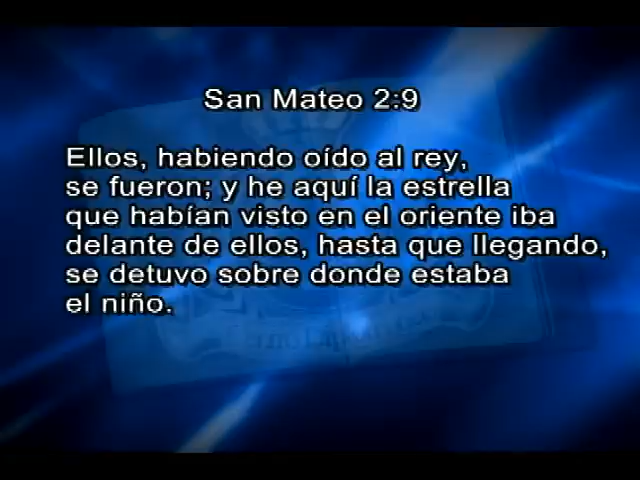 San Mateo 2:9
Ellos, habiendo oído al rey,
se fueron; y he aquí la estrella
que habían visto en el oriente iba
delante de ellos, hasta que llegando,
se detuvo sobre donde estaba
el niño.